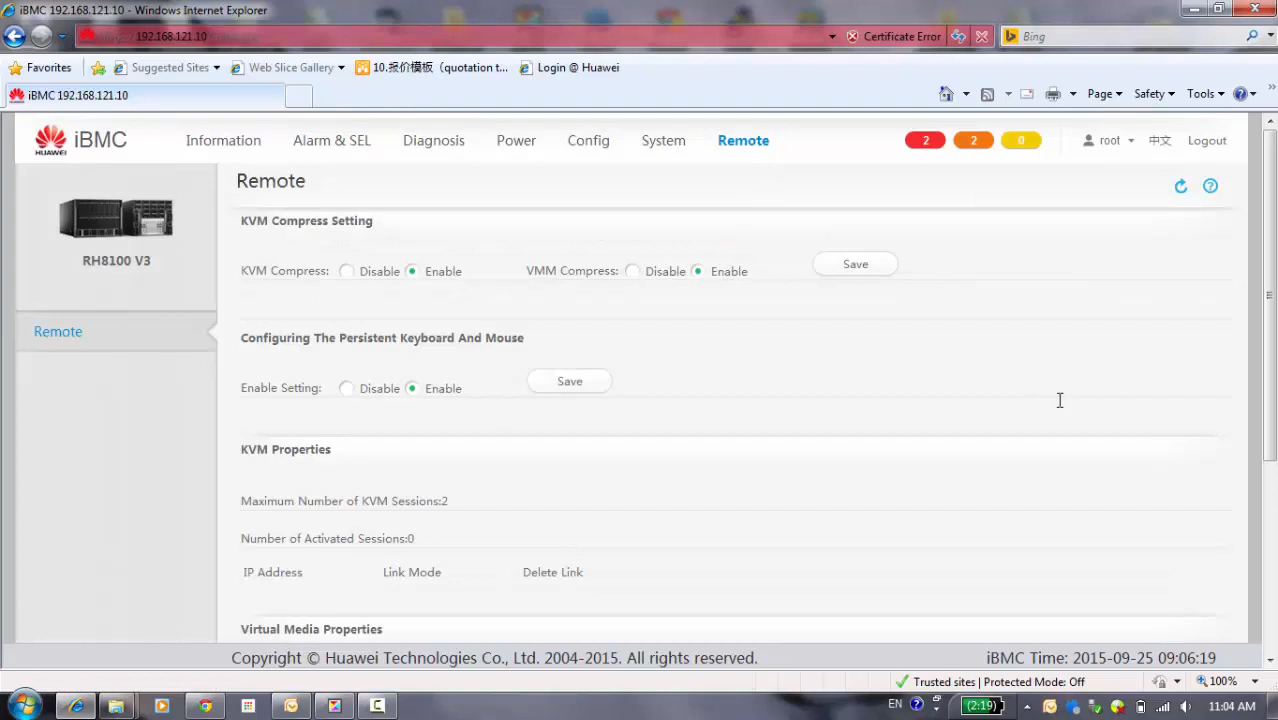 iBMC 192.168.121.10 - Windows Internet Explorer
192.168.121.10
Certificate Error
Bing
Favorites
Suggested Sites
Web Slice Gallery
10.报价模板（quotation t...
Login @ Huawei
iBMC 192.168.121.10
Page
Safety
Tools
HUAWEI
iBMC
Information
Alarm & SEL
Diagnosis
Power
Config
System
Remote
2
2
0
root
中文
Logout
Remote
KVM Compress Setting
RH8100 V3
KVM Compress: Disable Enable
VMM Compress: Disable Enable
Save
Remote
Configuring The Persistent Keyboard And Mouse
Enable Setting: Disable Enable
Save
KVM Properties
Maximum Number of KVM Sessions:2
Number of Activated Sessions:0
IP Address
Link Mode
Delete Link
Virtual Media Properties
Copyright © Huawei Technologies Co., Ltd. 2004-2015. All rights reserved.
iBMC Time: 2015-09-25 09:06:19
Trusted sites | Protected Mode: Off
100%
EN
(2:19)
11:04 AM